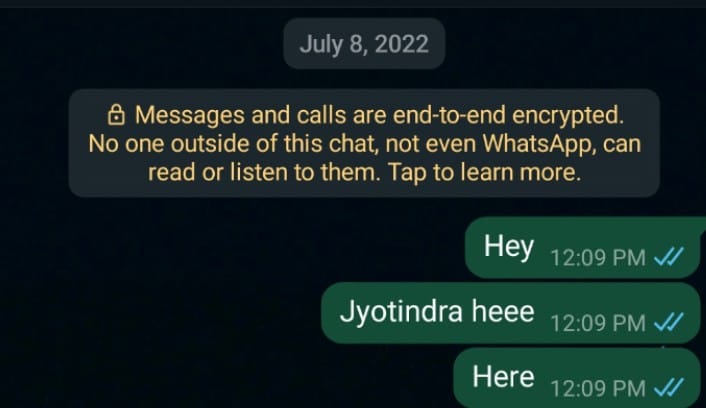 July 8, 2022
Messages and calls are end-to-end encrypted.
No one outside of this chat, not even WhatsApp, can
read or listen to them. Tap to learn more.
Hey 12:09 PM
Jyotindra heee 12:09 PM
Here 12:09 PM